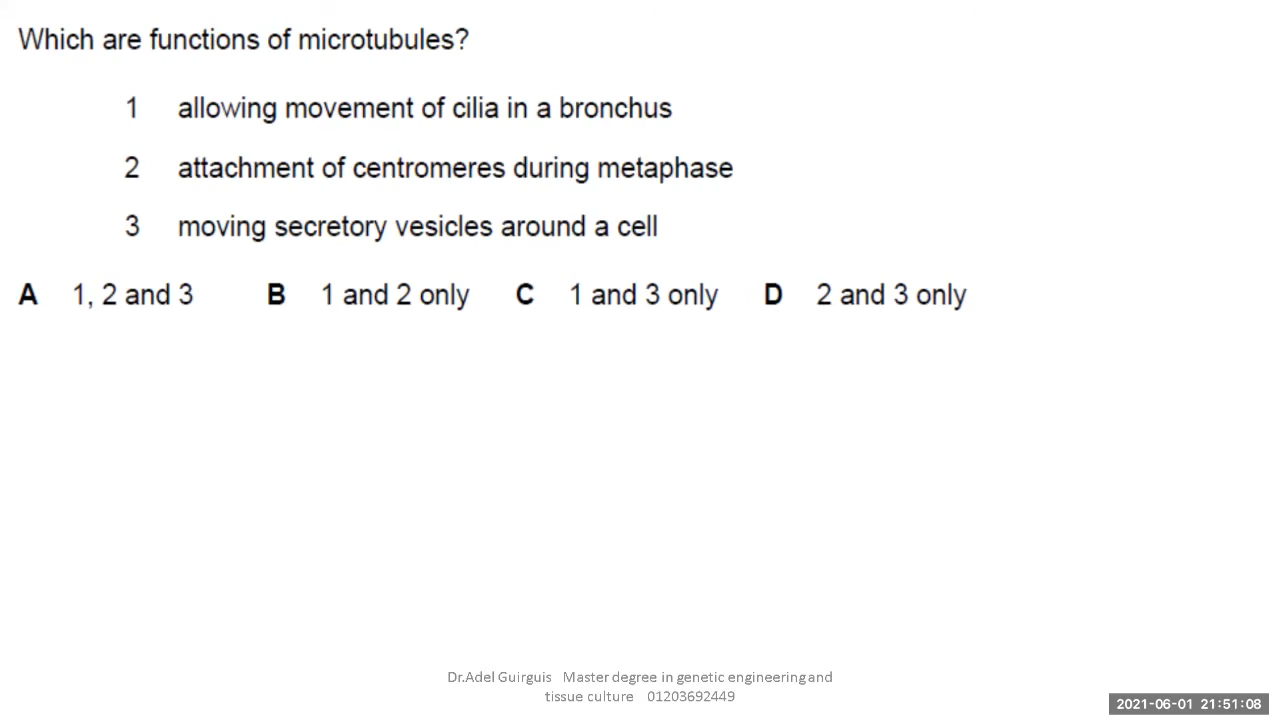 Which are functions of microtubules?
1 allowing movement of cilia in a bronchus
2 attachment of centromeres during metaphase
3 moving secretory vesicles around a cell
A 1, 2 and 3 B 1 and 2 only C 1 and 3 only D 2 and 3 only
Dr.Adel Guirguis Master degree in genetic engineering and
tissue culture 01203692449
2021-06-01 21:51:08